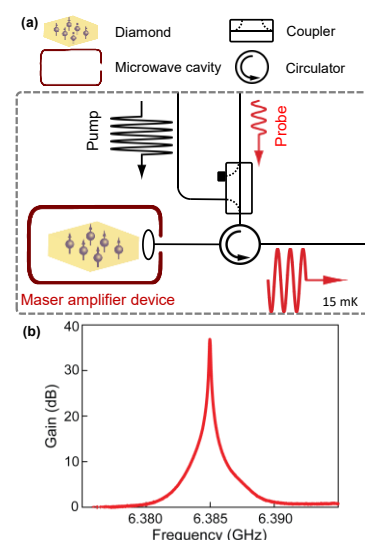 (a)
Diamond
Coupler
Microwave cavity
Circulator
Pump
Probe
Maser amplifier device
15 mK
(b)
40
30
20
10
0
Gain (dB)
6.380
6.385
6.390
Frequency (GHz)